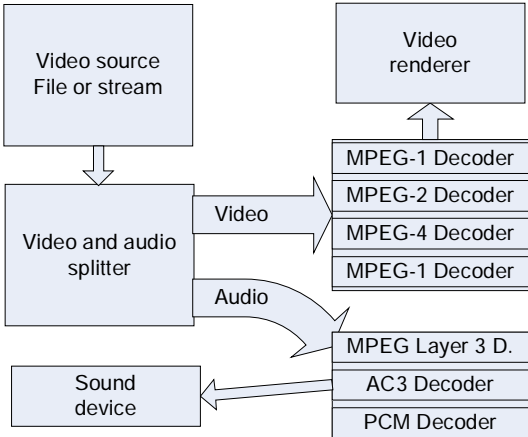 Video source
File or stream
Video
renderer
MPEG-1 Decoder
MPEG-2 Decoder
MPEG-4 Decoder
MPEG-1 Decoder
Video and audio
splitter
Video
Audio
MPEG Layer 3 D.
AC3 Decoder
PCM Decoder
Sound
device